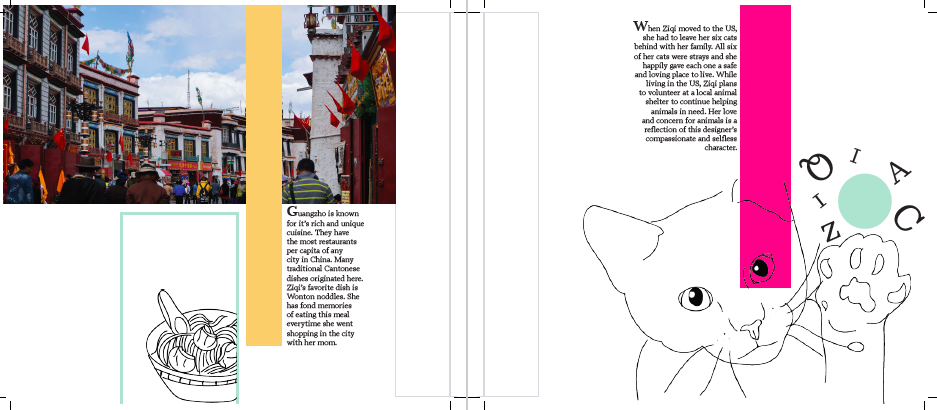 Guangzho is known
for it's rich and unique
cuisine. They have
the most restaurants
per capita of any
city in China. Many
traditional Cantonese
dishes originated here.
Ziqi's favorite dish is
Wonton noddles. She
has fond memories
of eating this meal
everytime she went
shopping in the city
with her mom.
When Ziqi moved to the US,
she had to leave her six cats
behind with her family. All six
of her cats were strays and she
happily gave each one a safe
and loving place to live. While
living in the US, Ziqi plans
to volunteer at a local animal
shelter to continue helping
animals in need. Her love
and concern for animals is a
reflection of this designer's
compassionate and selfless
character.
ZIQI AC